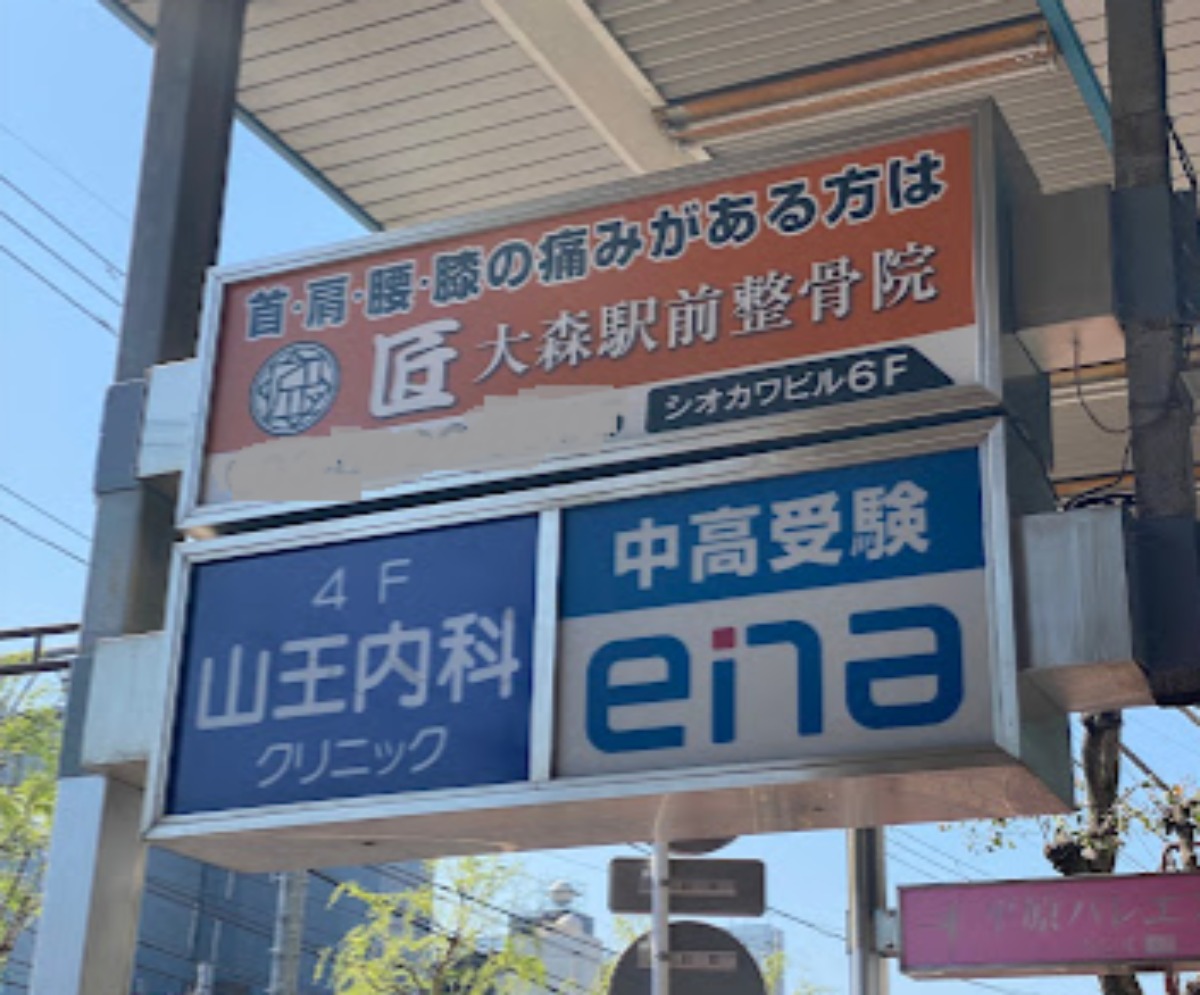 首・肩・腰・膝の痛みがある方は
匠 大森駅前整骨院
シオカワビル6F
4F
山王内科
クリニック
中高受験
ena